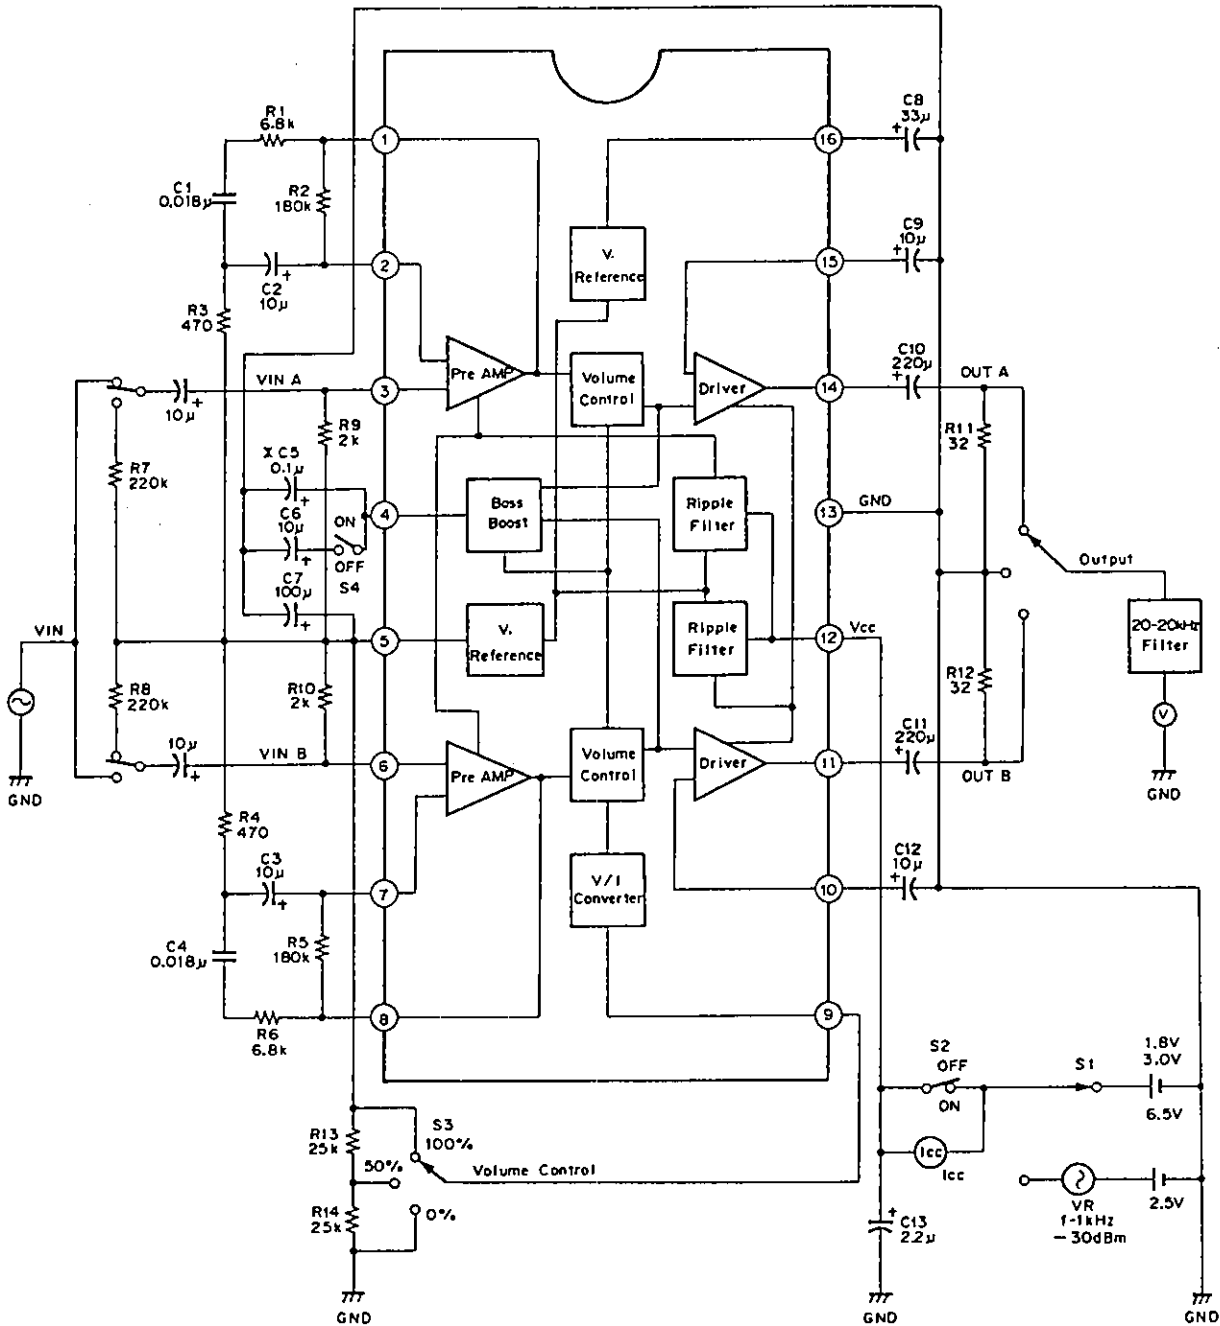 R1
6.8k
1
16
C8
+
33μ
C1
0.018μ
R2
180k
C9
10μ
+
2
15
C2
10μ
+
V.
Reference
R3
470
C10
220μ
+
Pre AMP
Volume
Control
Driver
14
OUT A
VIN A
3
10μ
+
R9
2k
R11
32
R7
220k
※ C5
0.1μ
+
C6
10μ
+
ON
OFF
S4
4
Bass
Boost
Ripple
Filter
13
GND
Output
C7
100μ
+
VIN
5
V.
Reference
Ripple
Filter
12
Vcc
20-20kHz
Filter
R8
220k
R10
2k
R12
32
V
10μ
+
VIN B
6
Pre AMP
Volume
Control
Driver
11
C11
220μ
+
OUT B
GND
GND
R4
470
C3
10μ
+
7
V/I
Converter
10
C12
10μ
+
C4
0.018μ
R5
180k
R6
6.8k
8
9
S2
OFF
ON
S1
1.8V
3.0V
6.5V
R13
25k
S3
100%
50%
0%
Volume Control
Icc
Icc
R14
25k
VR
f-1kHz
-30dBm
2.5V
+
C13
2.2μ
GND
GND
GND